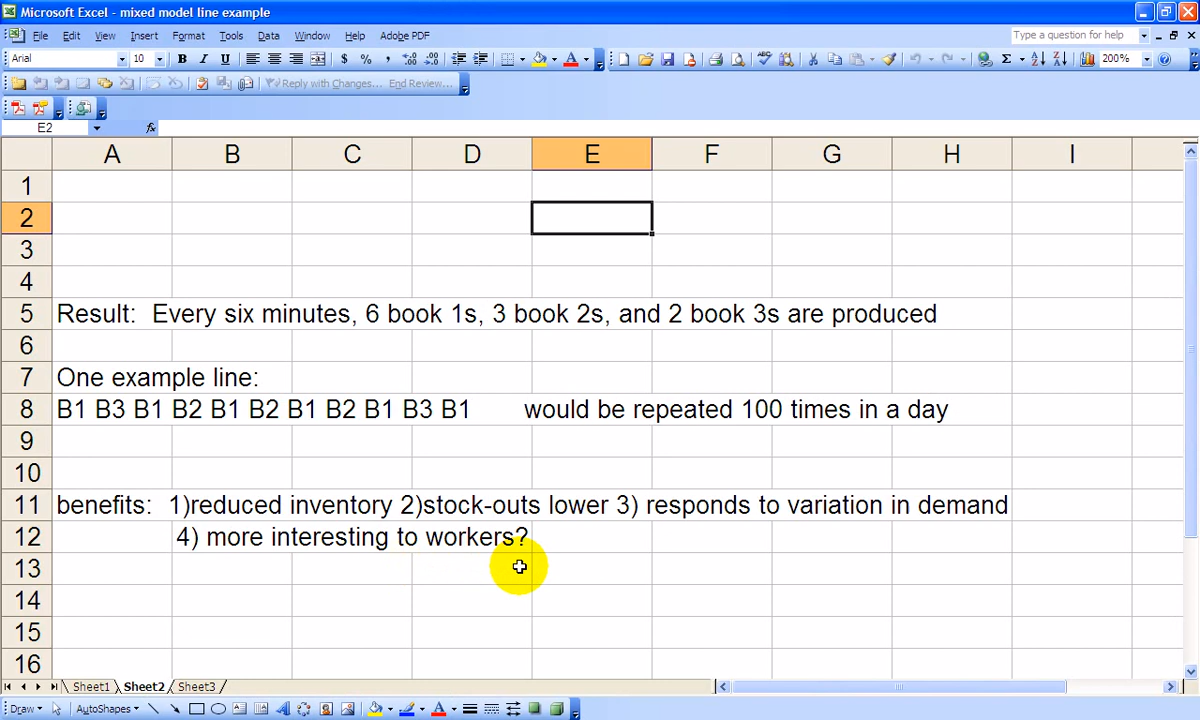 Microsoft Excel - mixed model line example
File Edit View Insert Format Tools Data Window Help Adobe PDF
Type a question for help
Arial 10 B I U $ % , 200%
Reply with Changes... End Review...
E2 fx
A B C D E F G H I
1
2
3
4
5 Result: Every six minutes, 6 book 1s, 3 book 2s, and 2 book 3s are produced
6
7 One example line:
8 B1 B3 B1 B2 B1 B2 B1 B2 B1 B3 B1 would be repeated 100 times in a day
9
10
11 benefits: 1)reduced inventory 2)stock-outs lower 3) responds to variation in demand
12 4) more interesting to workers?
13
14
15
16
Sheet1 Sheet2 Sheet3
Draw AutoShapes